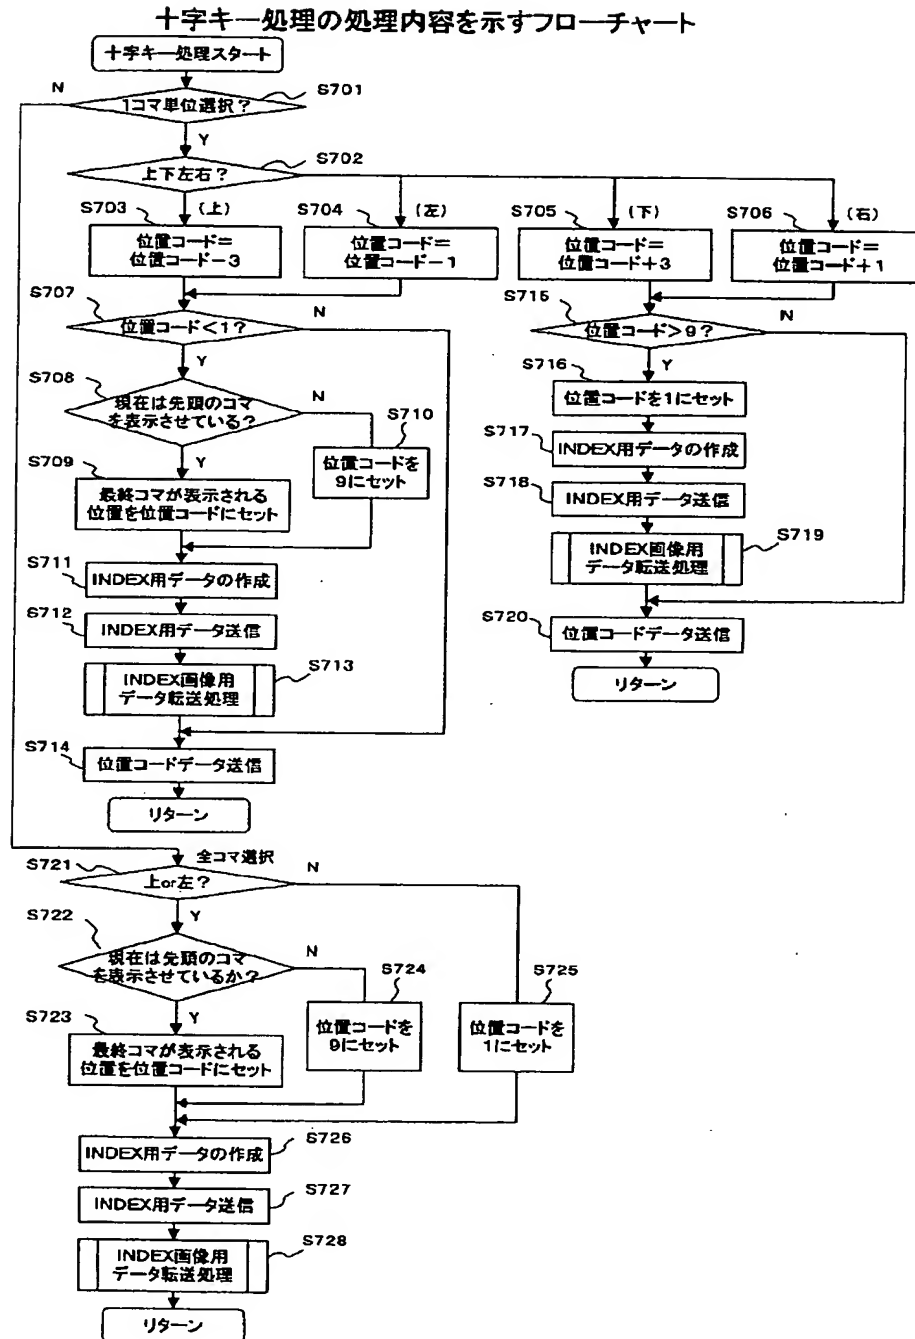 十字キー処理の処理内容を示すフローチャート
十字キー処理スタート
N
S701
1コマ単位選択?
Y
S702
上下左右?
S703
(上)
S704
(左)
S705
(下)
S706
(右)
位置コード=
位置コード−3
位置コード=
位置コード−1
位置コード=
位置コード+3
位置コード=
位置コード+1
S707
位置コード<1?
N
Y
S715
位置コード>9?
N
Y
S708
現在は先頭のコマ
を表示させている?
N
Y
S710
位置コードを
9にセット
S709
最終コマが表示される
位置を位置コードにセット
S711
INDEX用データの作成
S712
INDEX用データ送信
S713
INDEX画像用
データ転送処理
S714
位置コードデータ送信
リターン
S716
位置コードを1にセット
S717
INDEX用データの作成
S718
INDEX用データ送信
S719
INDEX画像用
データ転送処理
S720
位置コードデータ送信
リターン
全コマ選択
S721
上or左?
N
Y
S722
現在は先頭のコマ
を表示させているか?
N
Y
S723
最終コマが表示される
位置を位置コードにセット
S724
位置コードを
9にセット
S725
位置コードを
1にセット
S726
INDEX用データの作成
S727
INDEX用データ送信
S728
INDEX画像用
データ転送処理
リターン